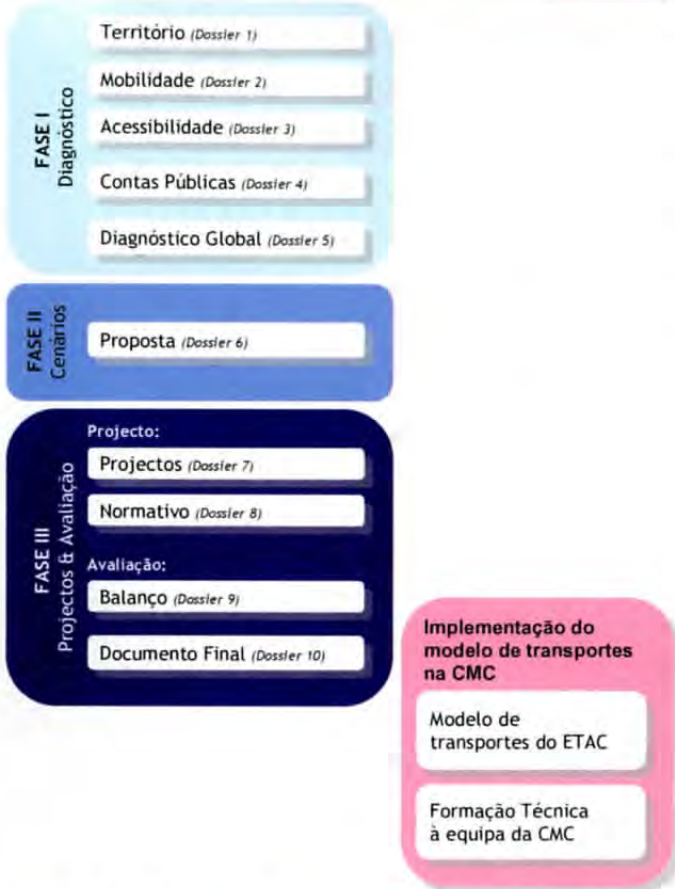 FASE I
Diagnóstico
Território (Dossier 1)
Mobilidade (Dossier 2)
Acessibilidade (Dossier 3)
Contas Públicas (Dossier 4)
Diagnóstico Global (Dossier 5)
FASE II
Cenários
Proposta (Dossier 6)
FASE III
Projectos & Avaliação
Projecto:
Projectos (Dossier 7)
Normativo (Dossier 8)
Avaliação:
Balanço (Dossier 9)
Documento Final (Dossier 10)
Implementação do
modelo de transportes
na CMC
Modelo de
transportes do ETAC
Formação Técnica
à equipa da CMC